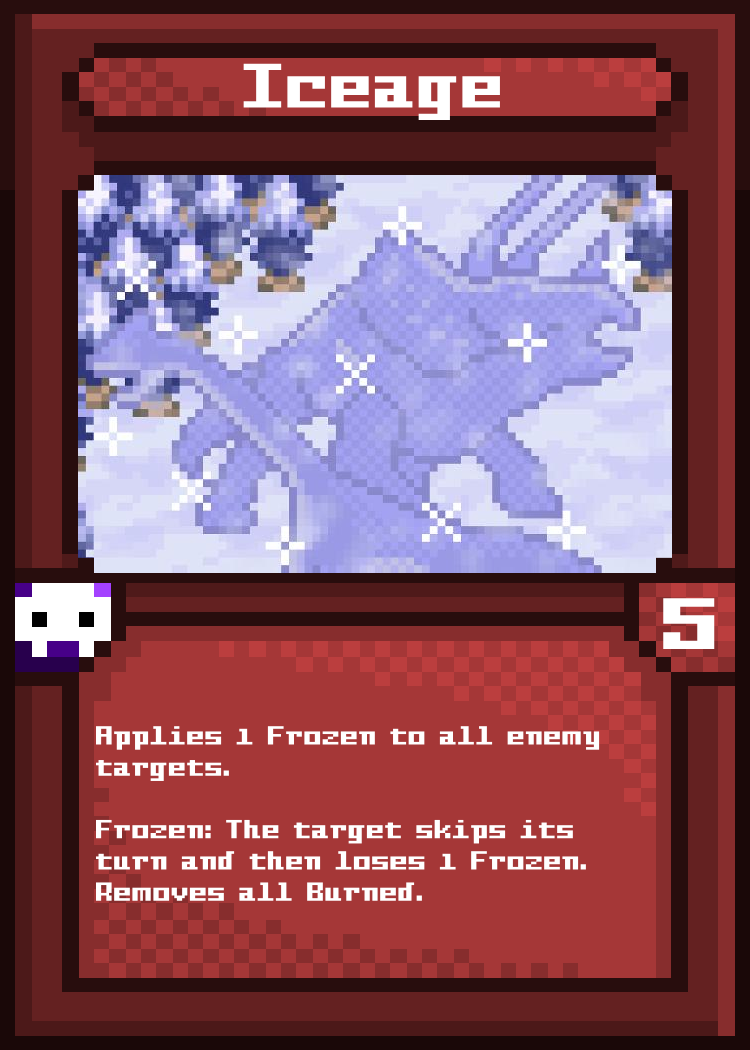 Iceage
5
Applies 1 Frozen to all enemy
targets.
Frozen: The target skips its
turn and then loses 1 Frozen.
Removes all Burned.